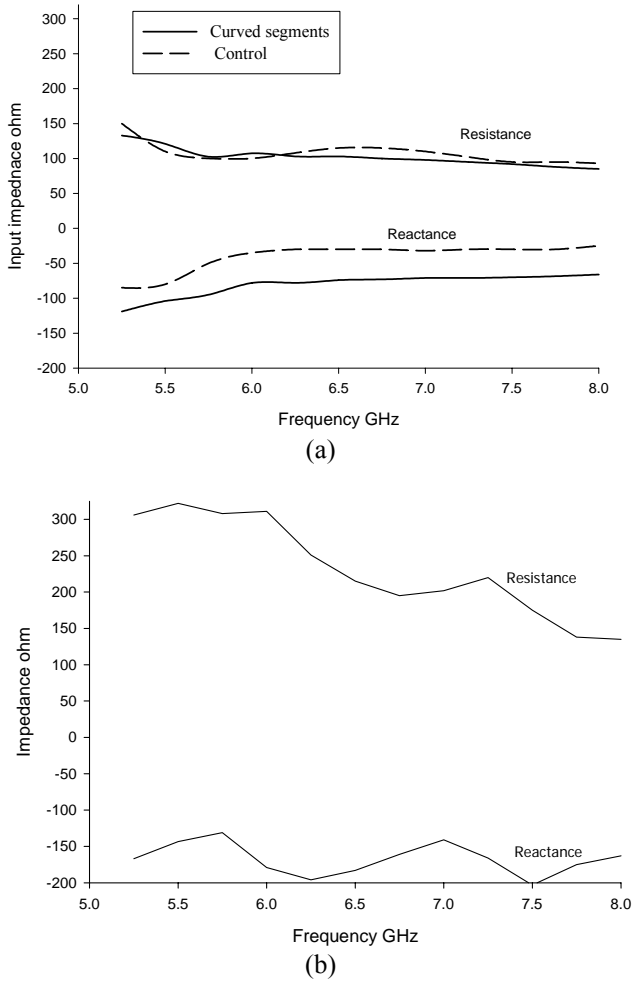 300
250
200
150
100
50
0
-50
-100
-150
-200
Input impednace ohm
Curved segments
Control
Resistance
Reactance
5.0 5.5 6.0 6.5 7.0 7.5 8.0
Frequency GHz
(a)
300
250
200
150
100
50
0
-50
-100
-150
-200
Impedance ohm
Resistance
Reactance
5.0 5.5 6.0 6.5 7.0 7.5 8.0
Frequency GHz
(b)